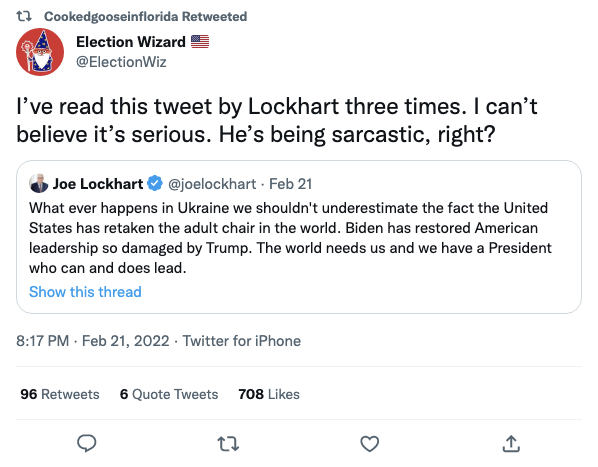 Cookedgooseinflorida Retweeted
Election Wizard 🇺🇸
@ElectionWiz
I’ve read this tweet by Lockhart three times. I can’t
believe it’s serious. He’s being sarcastic, right?
Joe Lockhart @joelockhart · Feb 21
What ever happens in Ukraine we shouldn't underestimate the fact the United
States has retaken the adult chair in the world. Biden has restored American
leadership so damaged by Trump. The world needs us and we have a President
who can and does lead.
Show this thread
8:17 PM · Feb 21, 2022 · Twitter for iPhone
96 Retweets 6 Quote Tweets 708 Likes